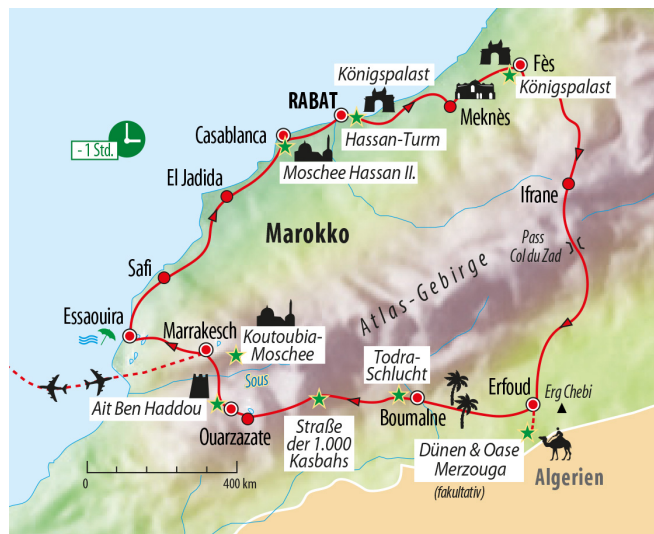 Fès
Königspalast
Königspalast
RABAT
Meknès
Casablanca
Hassan-Turm
- 1 Std.
Moschee Hassan II.
El Jadida
Ifrane
Marokko
Pass
Col du Zad
Safi
Atlas-Gebirge
Essaouira
Marrakesch
Koutoubia-
Moschee
Todra-
Schlucht
Sous
Erfoud
Erg Chebi
Ait Ben Haddou
Boumalne
Ouarzazate
Straße
der 1.000
Kasbahs
Dünen & Oase
Merzouga
(fakultativ)
Algerien
0
400 km